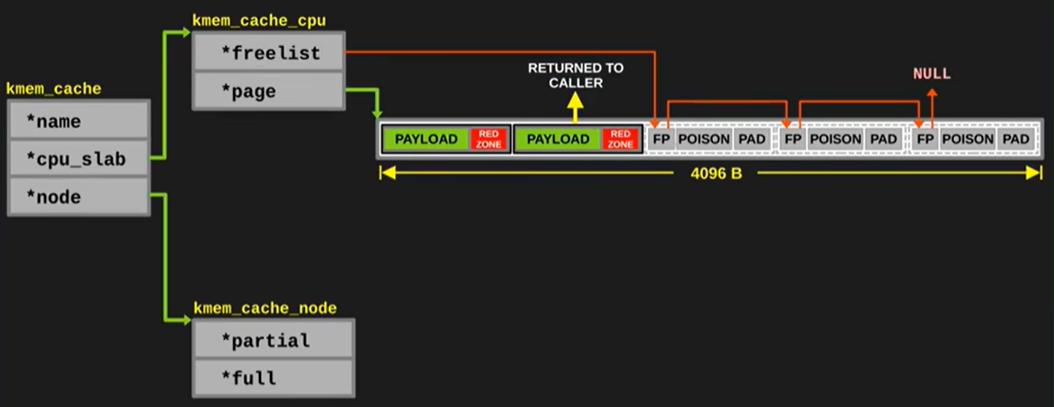 kmem_cache_cpu
*freelist
*page
kmem_cache
*name
*cpu_slab
*node
RETURNED TO
CALLER
NULL
PAYLOAD RED ZONE PAYLOAD RED ZONE FP POISON PAD FP POISON PAD FP POISON PAD
4096 B
kmem_cache_node
*partial
*full